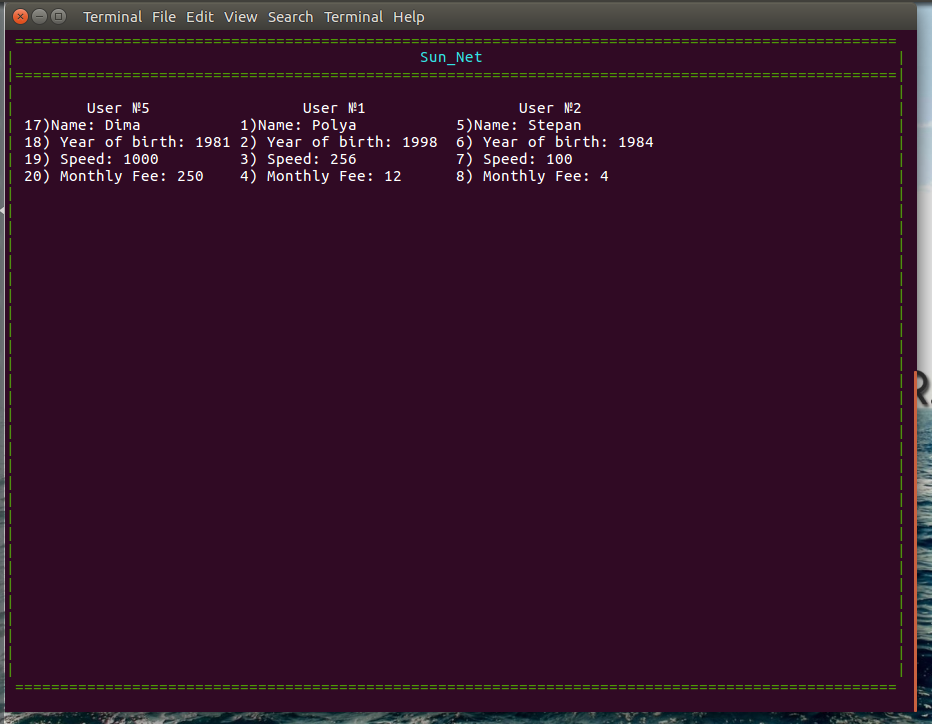 Terminal File Edit View Search Terminal Help
Sun_Net
User №5 User №1 User №2
17)Name: Dima 1)Name: Polya 5)Name: Stepan
18) Year of birth: 1981 2) Year of birth: 1998 6) Year of birth: 1984
19) Speed: 1000 3) Speed: 256 7) Speed: 100
20) Monthly Fee: 250 4) Monthly Fee: 12 8) Monthly Fee: 4